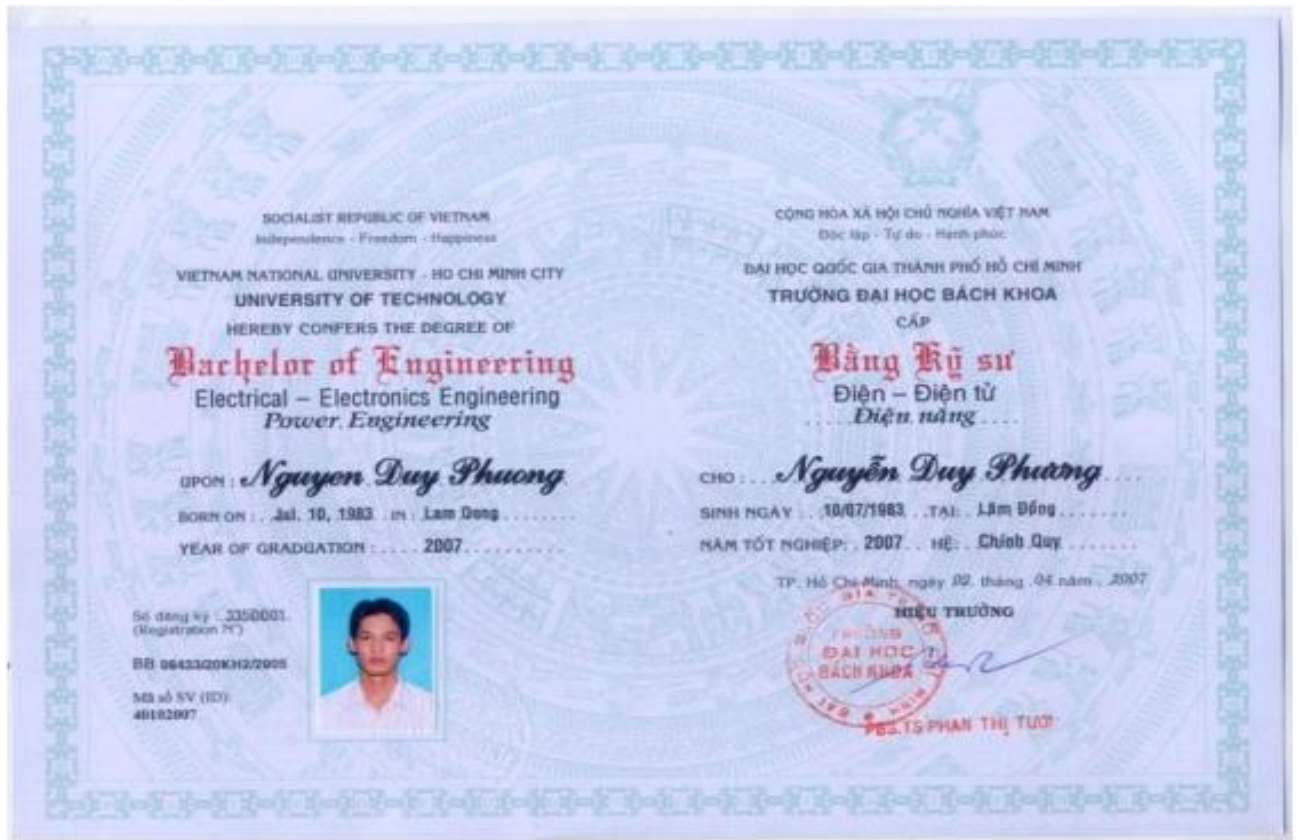 SOCIALIST REPUBLIC OF VIETNAM
Independence - Freedom - Happiness
VIETNAM NATIONAL UNIVERSITY - HO CHI MINH CITY
UNIVERSITY OF TECHNOLOGY
HEREBY CONFERS THE DEGREE OF
Bachelor of Engineering
Electrical – Electronics Engineering
Power Engineering
UPON : Nguyen Duy Phuong
BORN ON : Jul. 10, 1983 IN : Lam Dong
YEAR OF GRADUATION : 2007
Số đăng ký : 3350001
(Registration N°)
BB 06433/20KH2/2005
Mã số SV (ID):
40102007
CỘNG HÒA XÃ HỘI CHỦ NGHĨA VIỆT NAM
Độc lập - Tự do - Hạnh phúc
ĐẠI HỌC QUỐC GIA THÀNH PHỐ HỒ CHÍ MINH
TRƯỜNG ĐẠI HỌC BÁCH KHOA
CẤP
Bằng Kỹ sư
Điện – Điện tử
Điện năng
CHO : Nguyễn Duy Phương
SINH NGÀY : 10/07/1983 TẠI : Lâm Đồng
NĂM TỐT NGHIỆP: 2007 HỆ: Chính Quy
TP. Hồ Chí Minh, ngày 02 tháng 04 năm 2007
HIỆU TRƯỞNG
TRƯỜNG
ĐẠI HỌC
BÁCH KHOA
PGS.TS PHAN THỊ TƯƠI